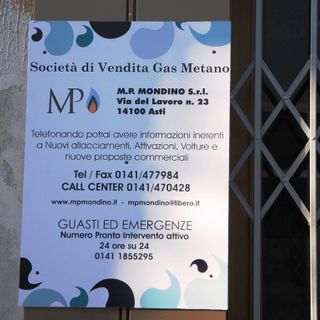 Società di Vendita Gas Metano
MP
M.P. MONDINO S.r.l.
Via del Lavoro n. 23
14100 Asti
Telefonando potrai avere informazioni inerenti
a Nuovi allacciamenti, Attivazioni, Volture e
nuove proposte commerciali
Tel / Fax 0141/477984
CALL CENTER 0141/470428
www.mpmondino.it - mpmondino@libero.it
GUASTI ED EMERGENZE
Numero Pronto Intervento attivo
24 ore su 24
0141 1855295